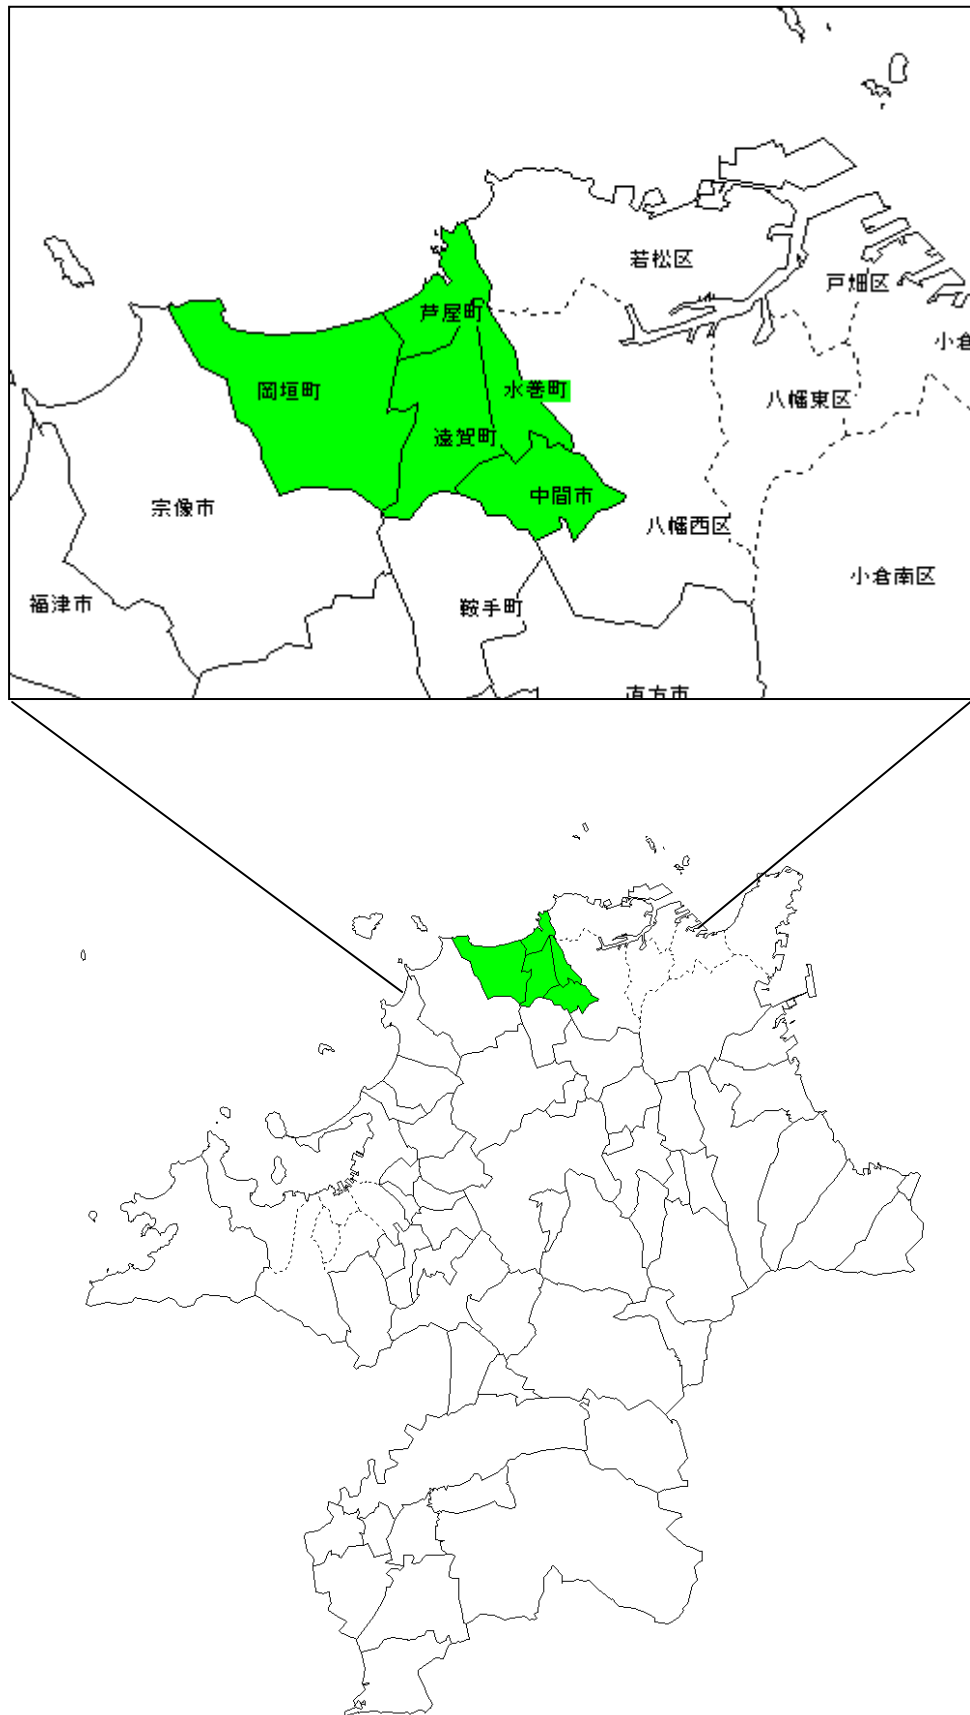 若松区
戸畑区
芦屋町
小倉
岡垣町
水巻町
八幡東区
遠賀町
中間市
宗像市
八幡西区
小倉南区
福津市
鞍手町
直方市